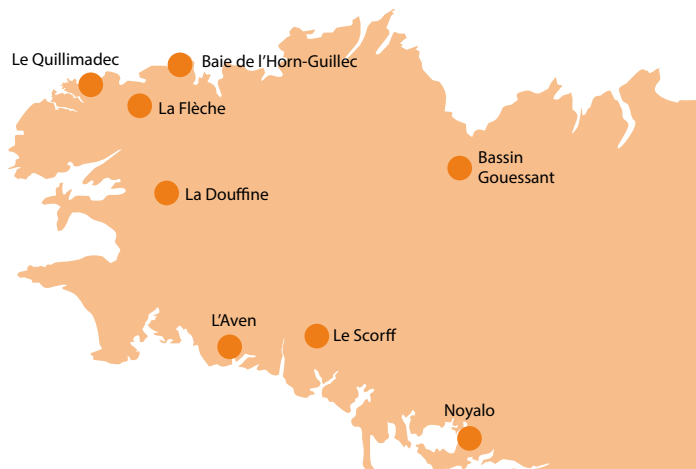 Le Quillimadec
Baie de l'Horn-Guillec
La Flèche
Bassin
Gouessant
La Douffine
L'Aven
Le Scorff
Noyalo